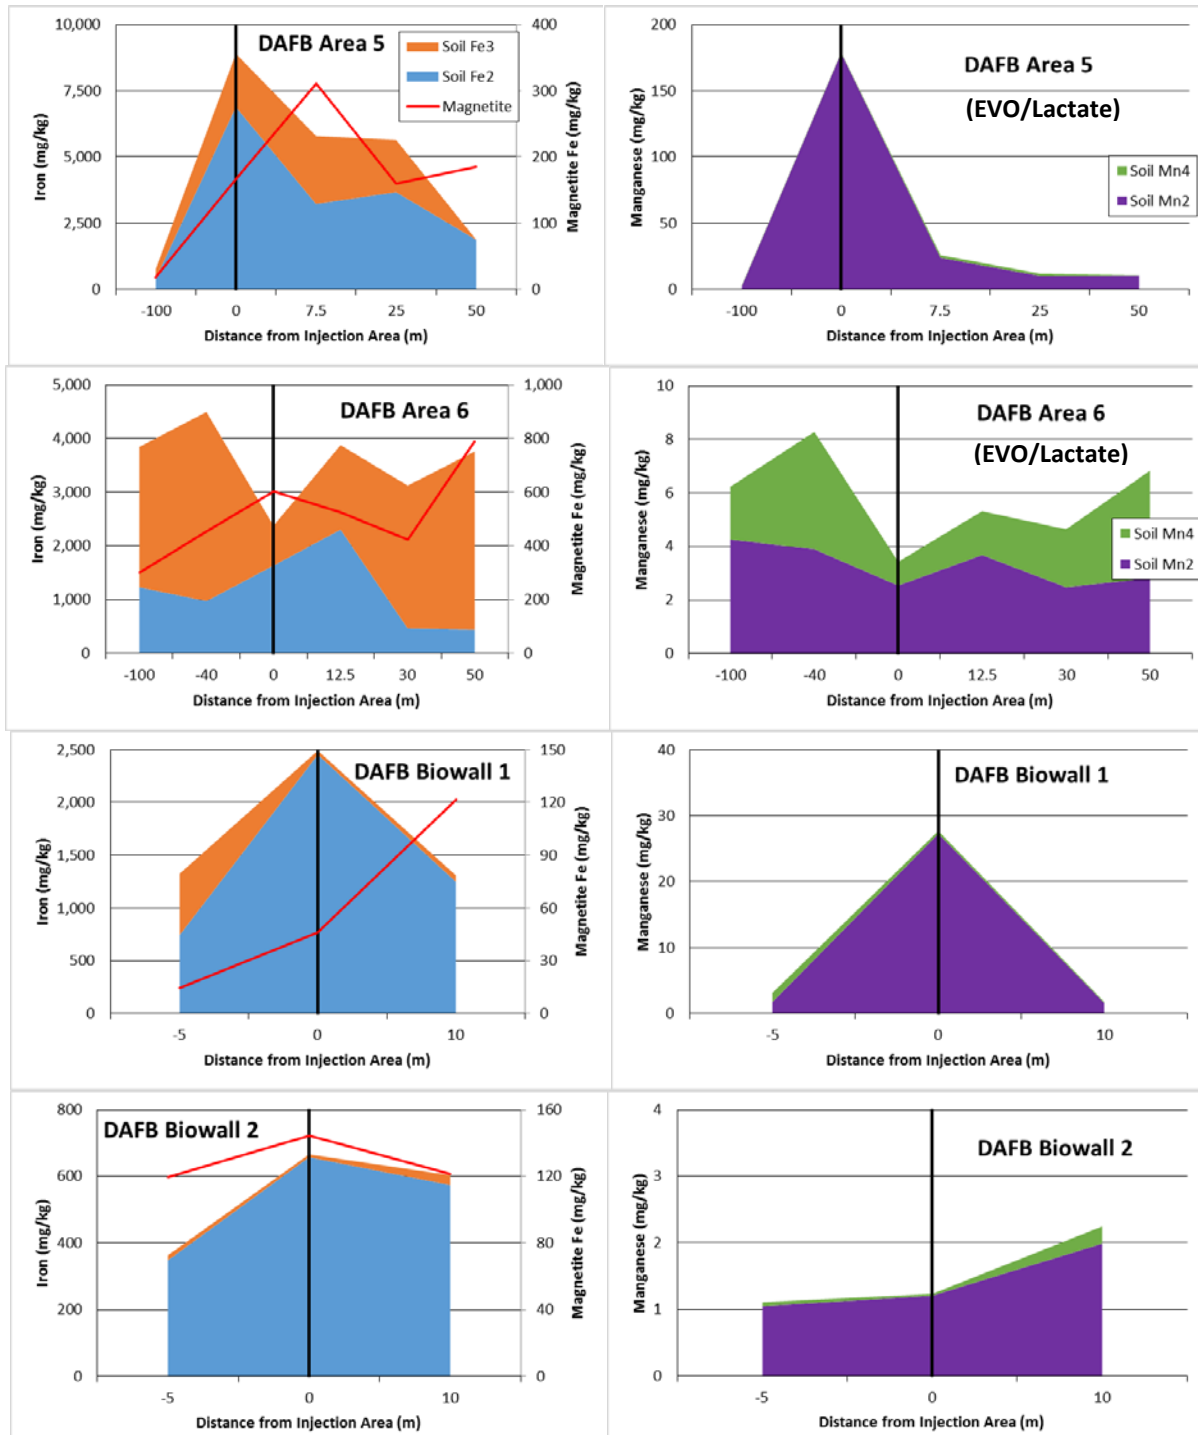 DAFB Area 5
Iron (mg/kg)
10,000
7,500
5,000
2,500
0
Soil Fe3
Soil Fe2
Magnetite
400
300
200
100
0
Magnetite Fe (mg/kg)
-100 0 7.5 25 50
Distance from Injection Area (m)
DAFB Area 5
(EVO/Lactate)
Manganese (mg/kg)
200
150
100
50
0
Soil Mn4
Soil Mn2
-100 0 7.5 25 50
Distance from Injection Area (m)
DAFB Area 6
Iron (mg/kg)
5,000
4,000
3,000
2,000
1,000
0
1,000
800
600
400
200
0
Magnetite Fe (mg/kg)
-100 -40 0 12.5 30 50
Distance from Injection Area (m)
DAFB Area 6
(EVO/Lactate)
Manganese (mg/kg)
10
8
6
4
2
0
Soil Mn4
Soil Mn2
-100 -40 0 12.5 30 50
Distance from Injection Area (m)
DAFB Biowall 1
Iron (mg/kg)
2,500
2,000
1,500
1,000
500
0
150
120
90
60
30
0
Magnetite Fe (mg/kg)
-5 0 10
Distance from Injection Area (m)
DAFB Biowall 1
Manganese (mg/kg)
40
30
20
10
0
-5 0 10
Distance from Injection Area (m)
DAFB Biowall 2
Iron (mg/kg)
800
600
400
200
0
160
120
80
40
0
Magnetite Fe (mg/kg)
-5 0 10
Distance from Injection Area (m)
DAFB Biowall 2
Manganese (mg/kg)
4
3
2
1
0
-5 0 10
Distance from Injection Area (m)